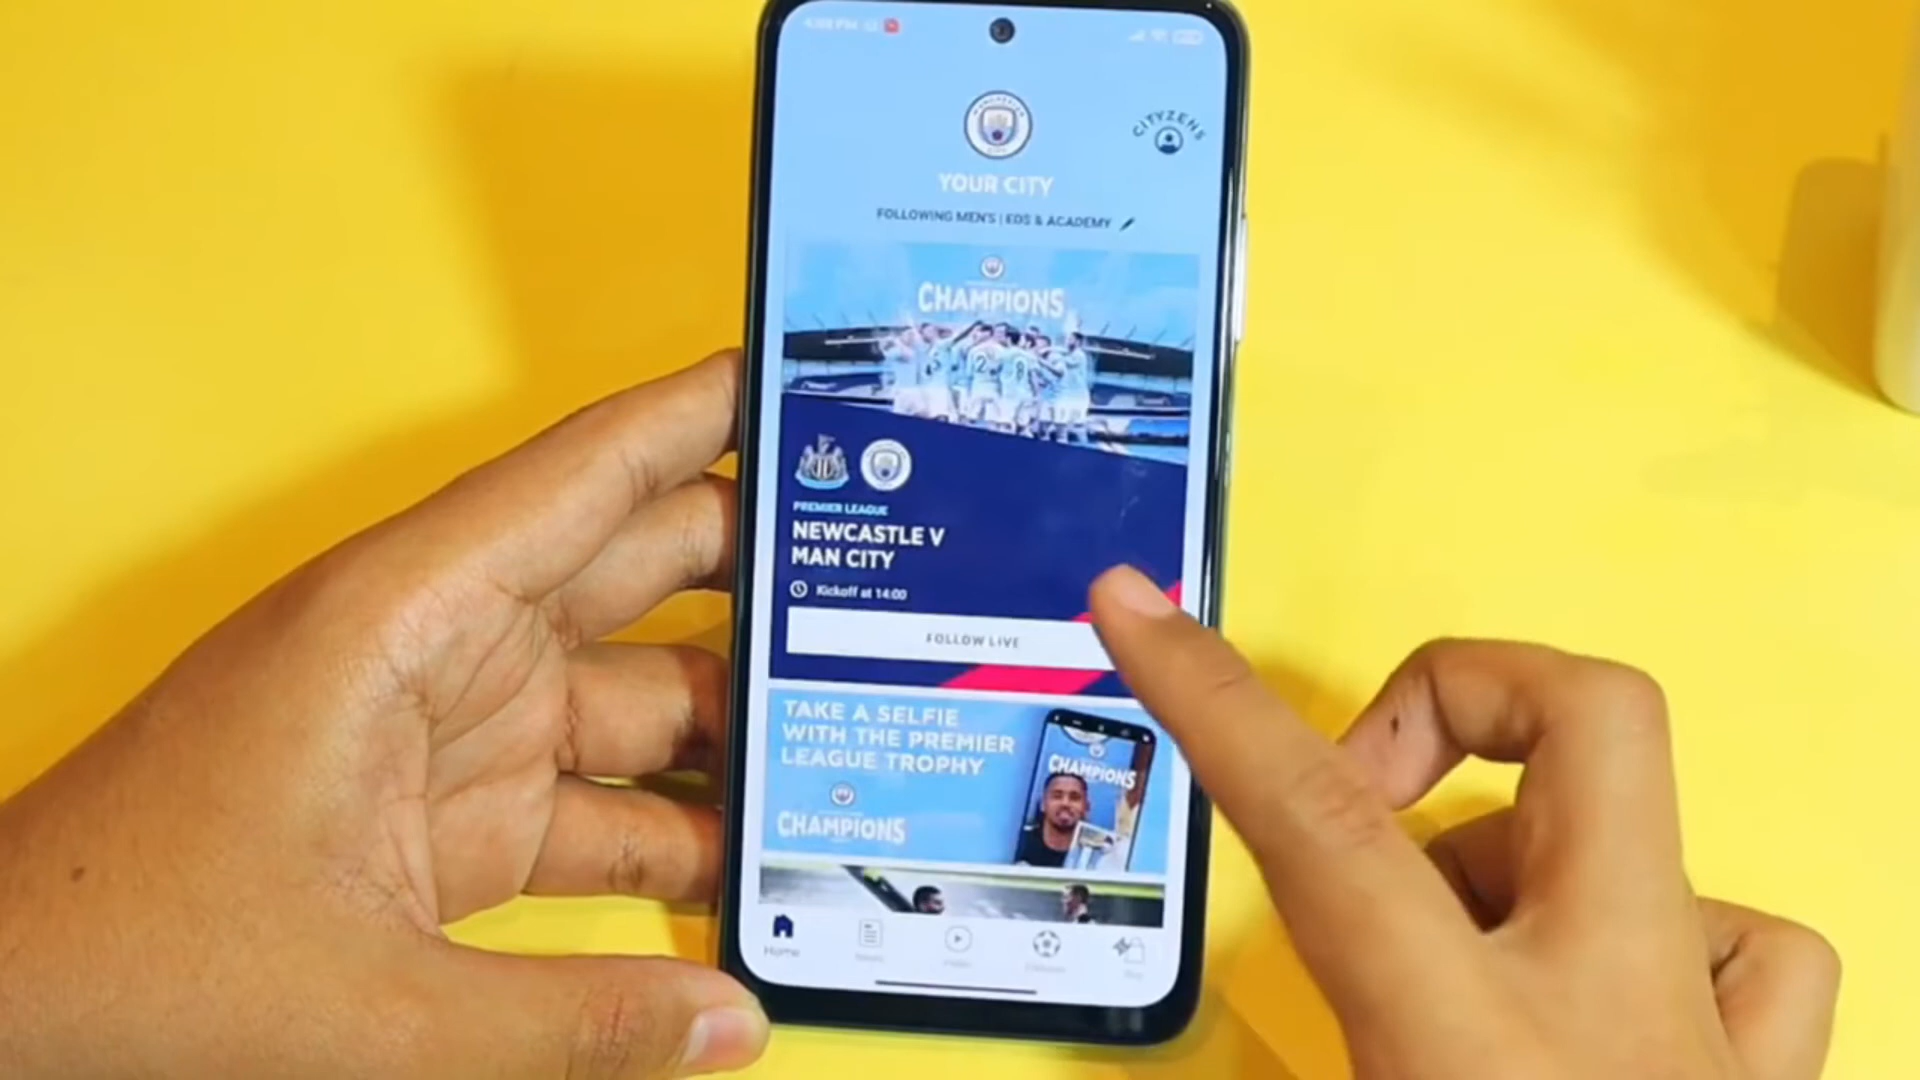 CITYZENS
YOUR CITY
FOLLOWING MEN'S | EDS & ACADEMY
CHAMPIONS
PREMIER LEAGUE
NEWCASTLE V
MAN CITY
Kickoff at 14:00
FOLLOW LIVE
TAKE A SELFIE
WITH THE PREMIER
LEAGUE TROPHY
CHAMPIONS
CHAMPIONS
Home